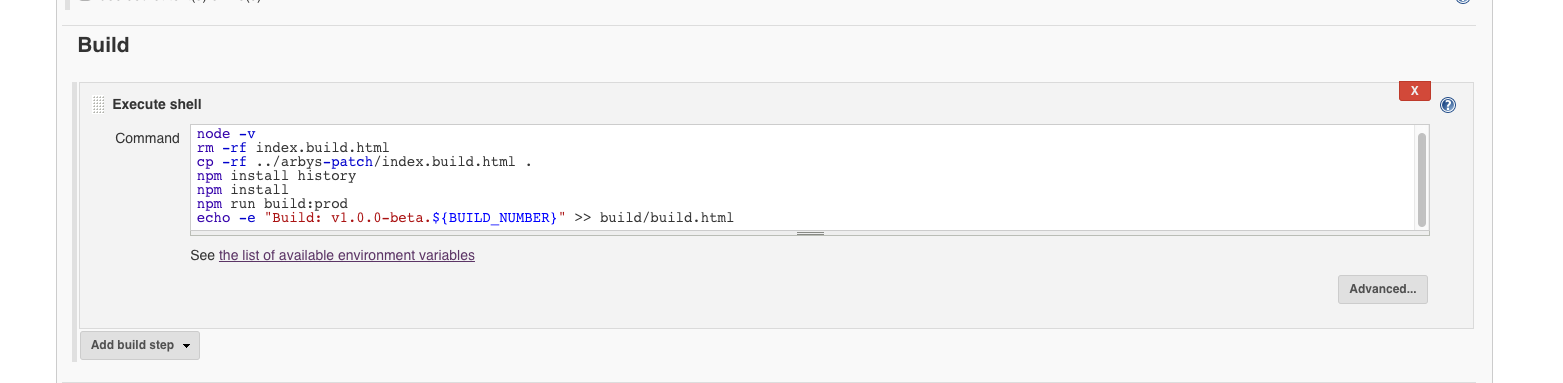 Build
X
Execute shell
Command
node -v
rm -rf index.build.html
cp -rf ../arbys-patch/index.build.html .
npm install history
npm install
npm run build:prod
echo -e "Build: v1.0.0-beta.${BUILD_NUMBER}" >> build/build.html
See the list of available environment variables
Advanced...
Add build step